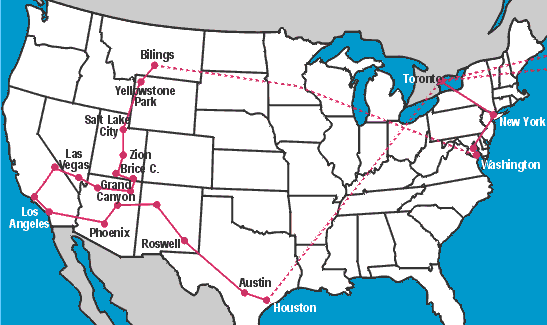 Bilings
Toronto
Yellowstone
Park
Salt Lake
City
New York
Las
Vegas
Zion
Brice C.
Washington
Grand
Canyon
Los
Angeles
Phoenix
Roswell
Austin
Houston